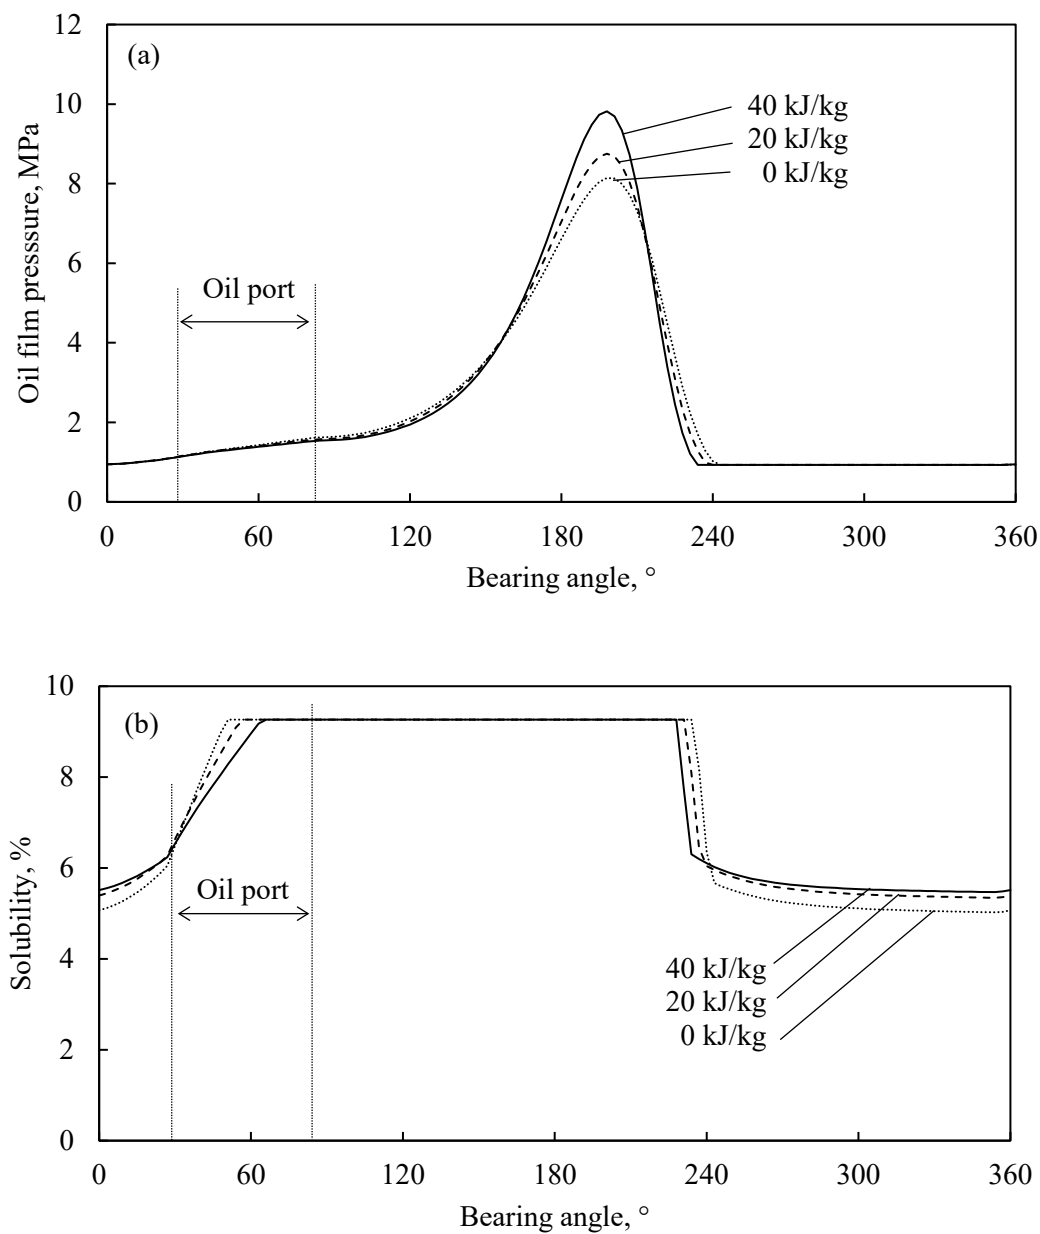 12
(a)
10
40 kJ/kg
20 kJ/kg
8
0 kJ/kg
Oil film presssure, MPa
6
Oil port
4
2
0
0 60 120 180 240 300 360
Bearing angle, °
10
(b)
8
Solubility, %
6
Oil port
4
40 kJ/kg
20 kJ/kg
0 kJ/kg
2
0
0 60 120 180 240 300 360
Bearing angle, °